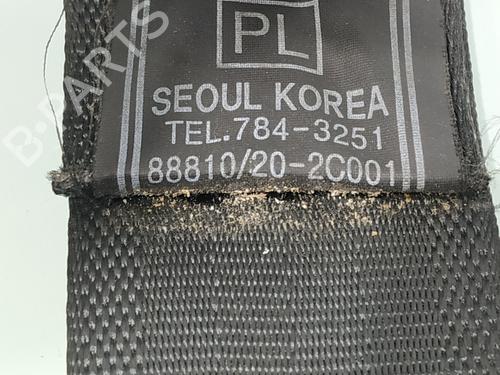 B-PARTS
PL
SEOUL KOREA
TEL.784-3251
88810/20-2C001